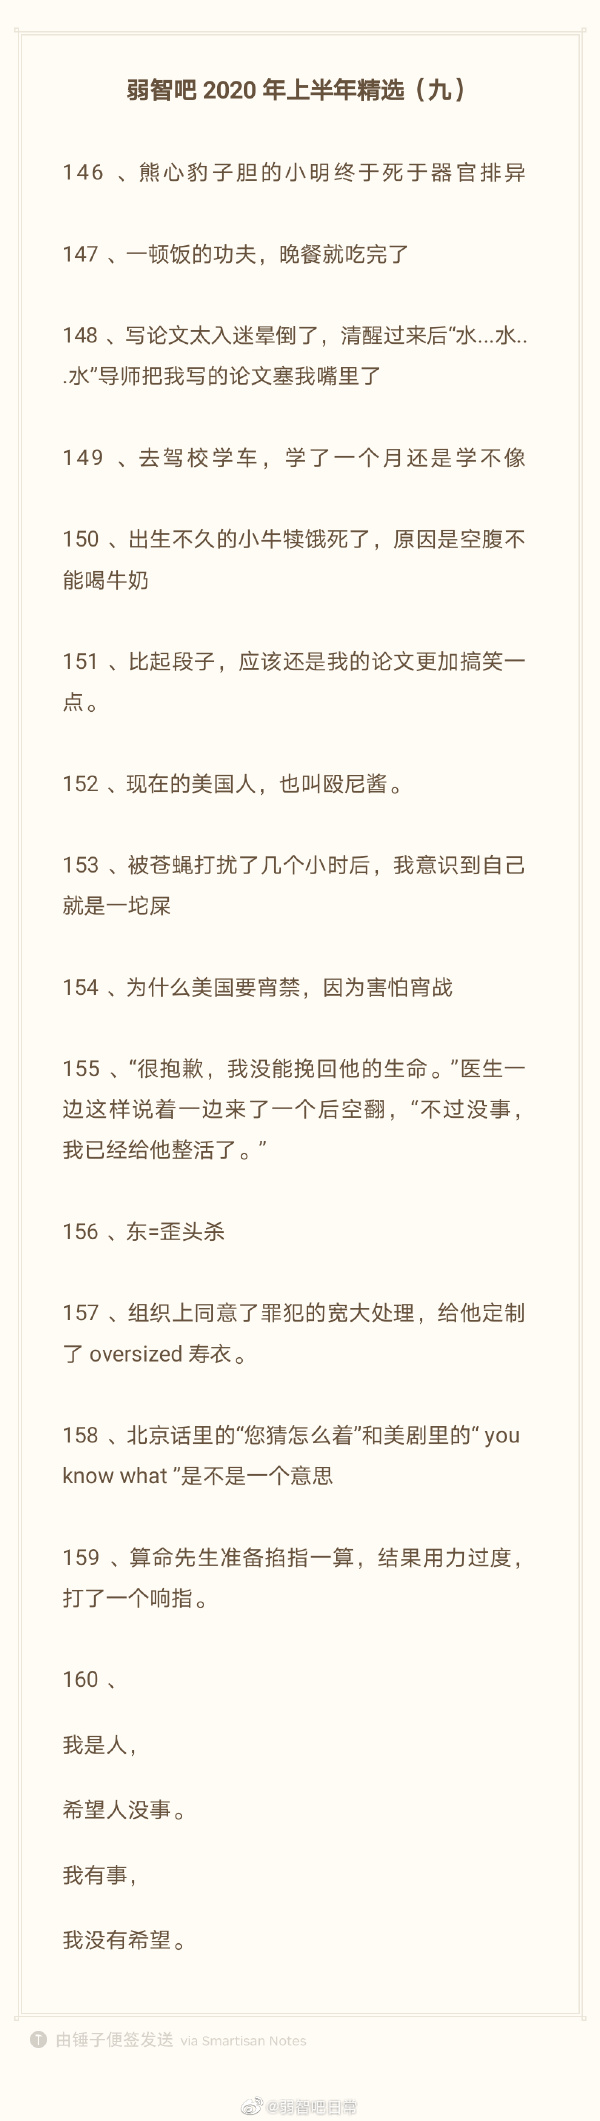 弱智吧 2020 年上半年精选（九）
146 、熊心豹子胆的小明终于死于器官排异
147 、一顿饭的功夫，晚餐就吃完了
148 、写论文太入迷晕倒了，清醒过来后“水...水..
.水”导师把我写的论文塞我嘴里了
149 、去驾校学车，学了一个月还是学不像
150 、出生不久的小牛犊饿死了，原因是空腹不
能喝牛奶
151 、比起段子，应该还是我的论文更加搞笑一
点。
152 、现在的美国人，也叫殴尼酱。
153 、被苍蝇打扰了几个小时后，我意识到自己
就是一坨屎
154 、为什么美国要宵禁，因为害怕宵战
155 、“很抱歉，我没能挽回他的生命。”医生一
边这样说着一边来了一个后空翻，“不过没事，
我已经给他整活了。”
156 、东=歪头杀
157 、组织上同意了罪犯的宽大处理，给他定制
了 oversized 寿衣。
158 、北京话里的“您猜怎么着”和美剧里的“ you
know what ”是不是一个意思
159 、算命先生准备掐指一算，结果用力过度，
打了一个响指。
160 、
我是人，
希望人没事。
我有事，
我没有希望。
由锤子便签发送 via Smartisan Notes
@弱智吧日常